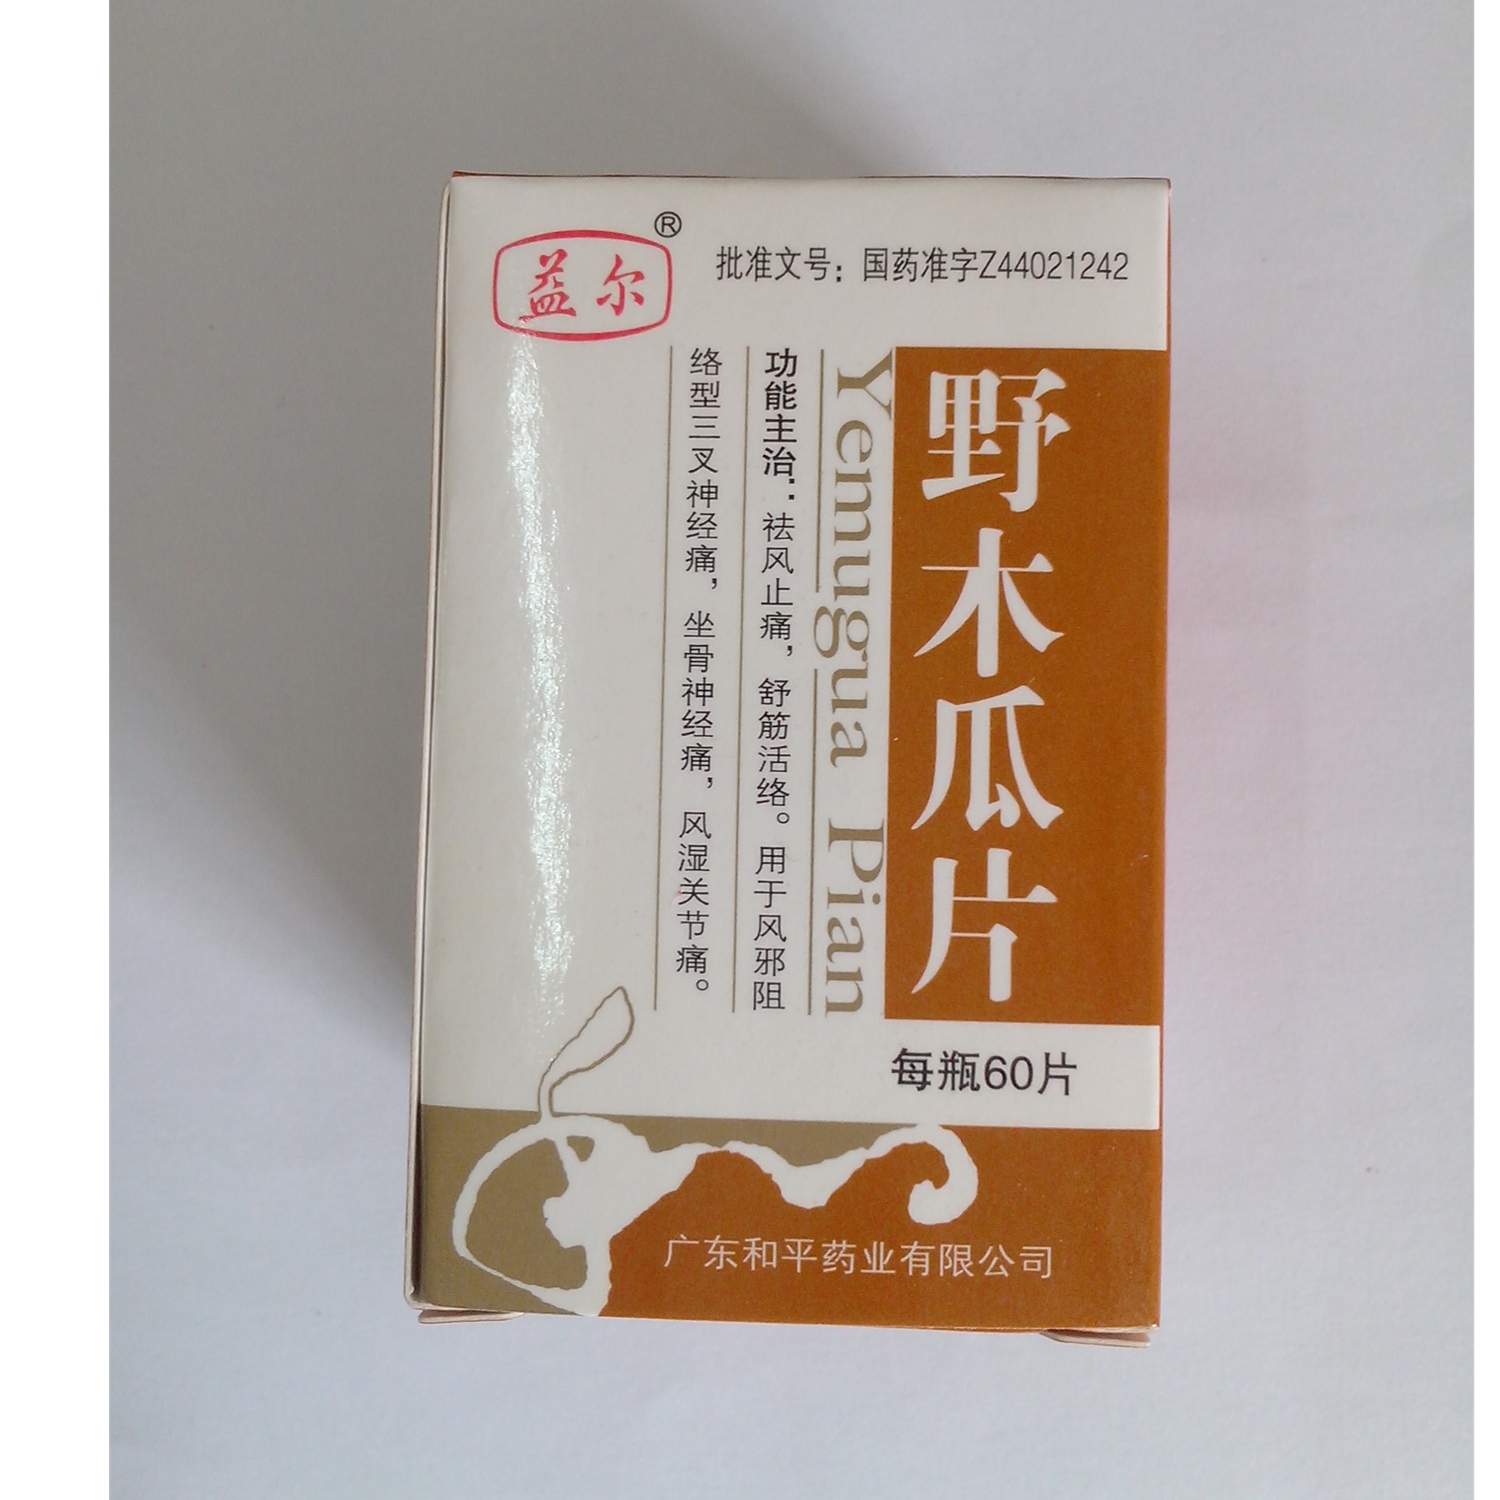 益尔®
批准文号：国药准字Z44021242
野木瓜片
Yemugua Pian
功能主治：祛风止痛，舒筋活络。用于风邪阻
络型三叉神经痛，坐骨神经痛，风湿关节痛。
每瓶60片
广东和平药业有限公司